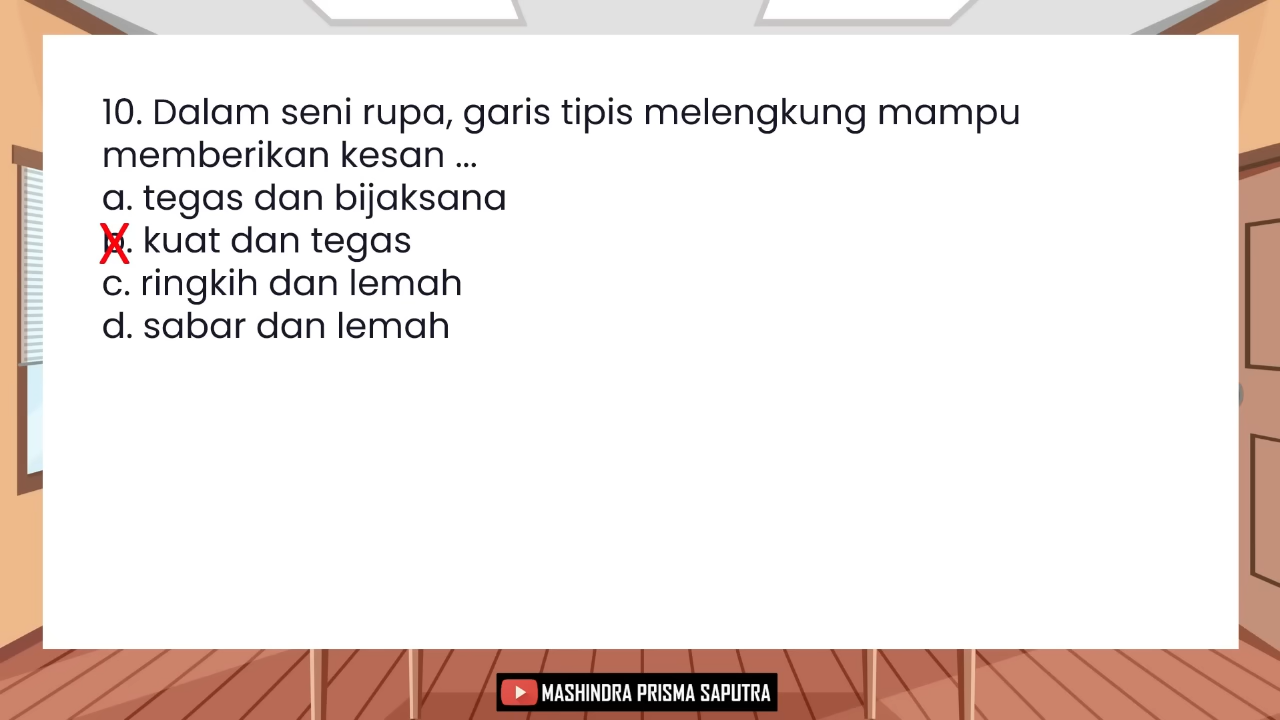 10. Dalam seni rupa, garis tipis melengkung mampu
memberikan kesan ...
a. tegas dan bijaksana
b. kuat dan tegas
c. ringkih dan lemah
d. sabar dan lemah
MASHINDRA PRISMA SAPUTRA